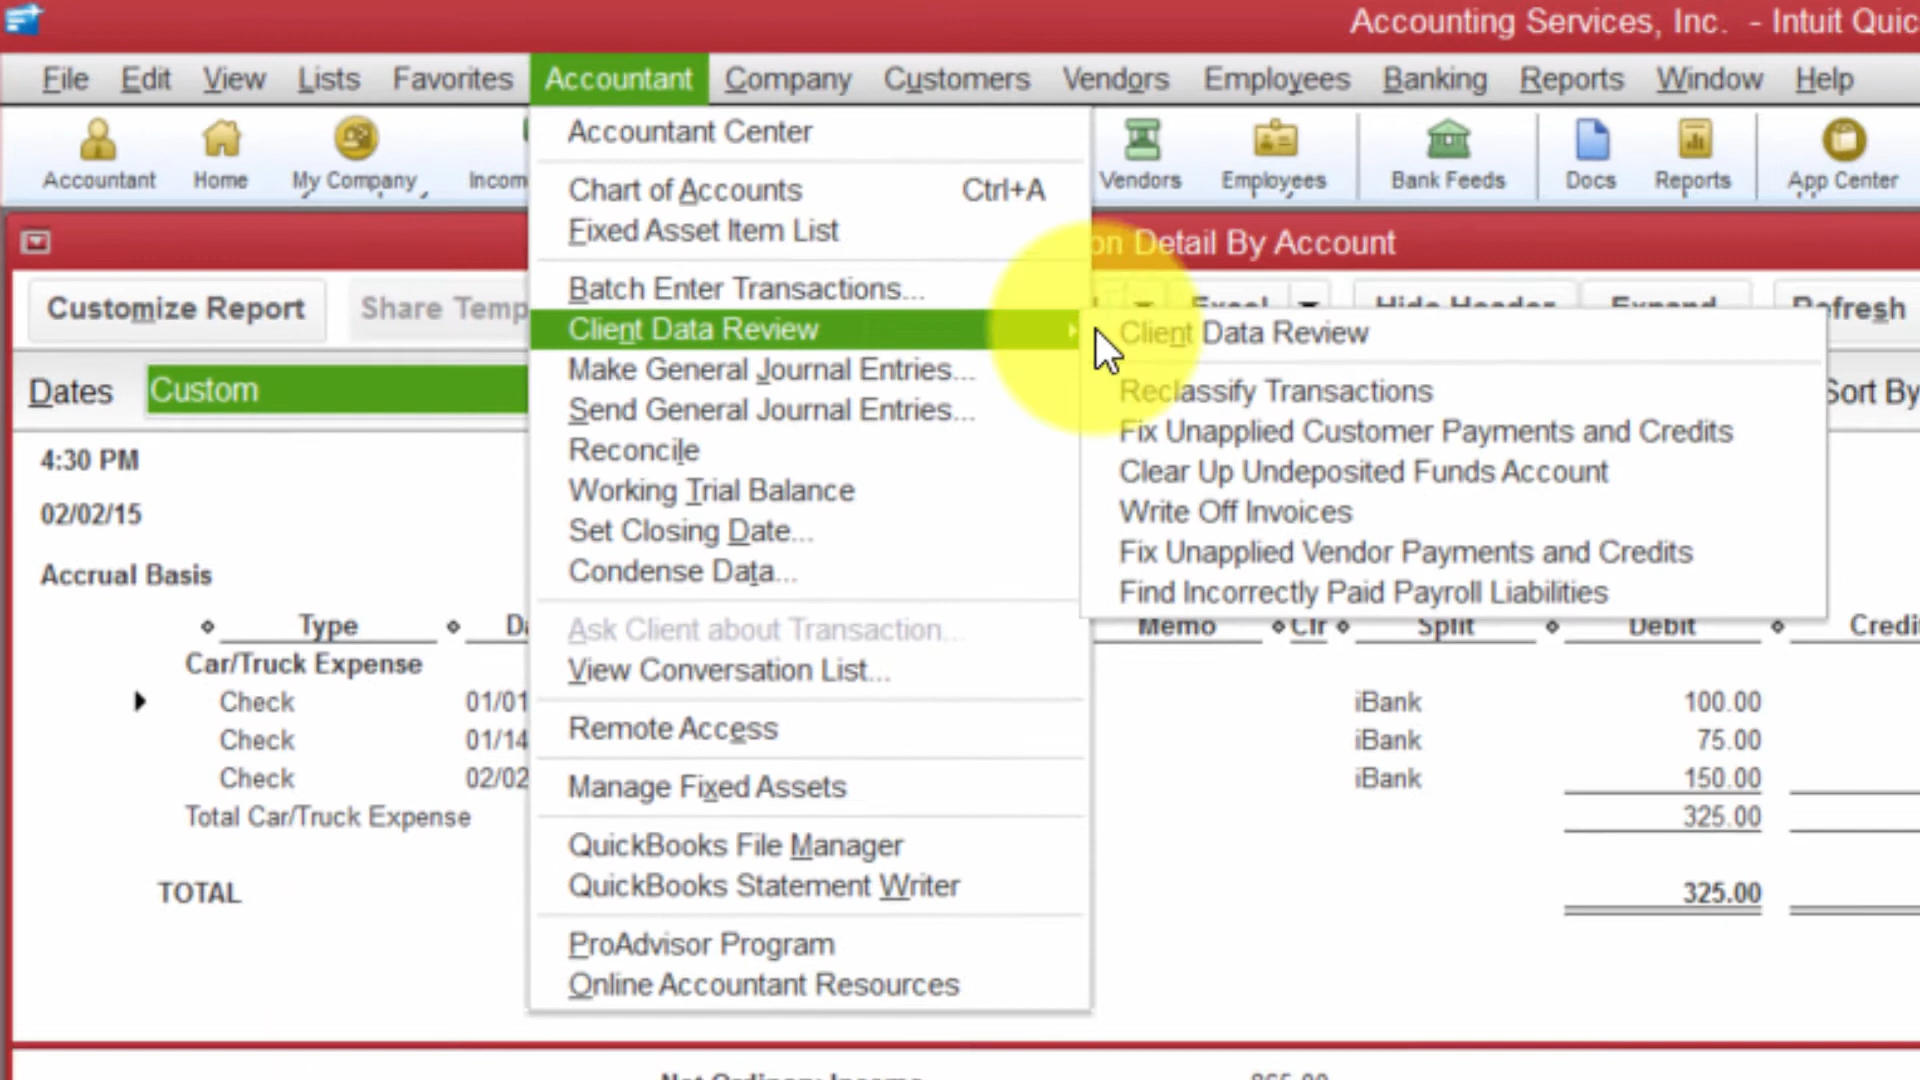 Accounting Services, Inc. - Intuit Quic
File Edit View Lists Favorites Accountant Company Customers Vendors Employees Banking Reports Window Help
Accountant Home My Company Incom Vendors Employees Bank Feeds Docs Reports App Center
Accountant Center
Chart of Accounts Ctrl+A
Fixed Asset Item List
on Detail By Account
Batch Enter Transactions...
Customize Report Share Temp Excel Hide Header Expand Refresh
Client Data Review
Make General Journal Entries...
Send General Journal Entries...
Reconcile
Working Trial Balance
Set Closing Date...
Condense Data...
Ask Client about Transaction...
View Conversation List...
Remote Access
Manage Fixed Assets
QuickBooks File Manager
QuickBooks Statement Writer
ProAdvisor Program
Online Accountant Resources
Client Data Review
Reclassify Transactions
Fix Unapplied Customer Payments and Credits
Clear Up Undeposited Funds Account
Write Off Invoices
Fix Unapplied Vendor Payments and Credits
Find Incorrectly Paid Payroll Liabilities
Dates Custom Sort By
4:30 PM
02/02/15
Accrual Basis
Type Da Memo Clr Split Debit Credi
Car/Truck Expense
Check 01/01 iBank 100.00
Check 01/14 iBank 75.00
Check 02/02 iBank 150.00
Total Car/Truck Expense 325.00
TOTAL 325.00
Net Ordinary Income